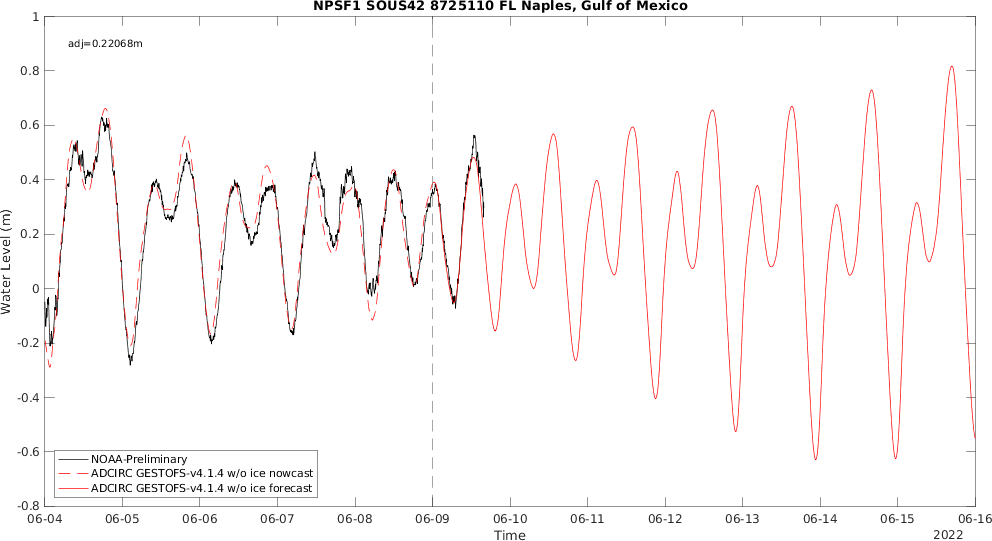 NPSF1 SOUS42 8725110 FL Naples, Gulf of Mexico
adj=0.22068m
1
0.8
0.6
0.4
0.2
0
-0.2
-0.4
-0.6
-0.8
Water Level (m)
NOAA-Preliminary
ADCIRC GESTOFS-v4.1.4 w/o ice nowcast
ADCIRC GESTOFS-v4.1.4 w/o ice forecast
06-04 06-05 06-06 06-07 06-08 06-09 06-10 06-11 06-12 06-13 06-14 06-15 06-16
Time
2022